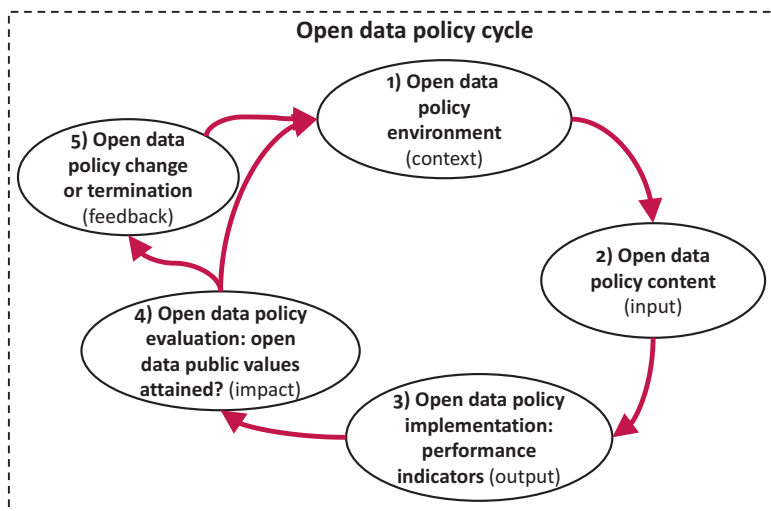 Open data policy cycle
1) Open data
policy
environment
(context)
2) Open data
policy content
(input)
3) Open data policy
implementation:
performance
indicators (output)
4) Open data policy
evaluation: open
data public values
attained? (impact)
5) Open data
policy change
or termination
(feedback)